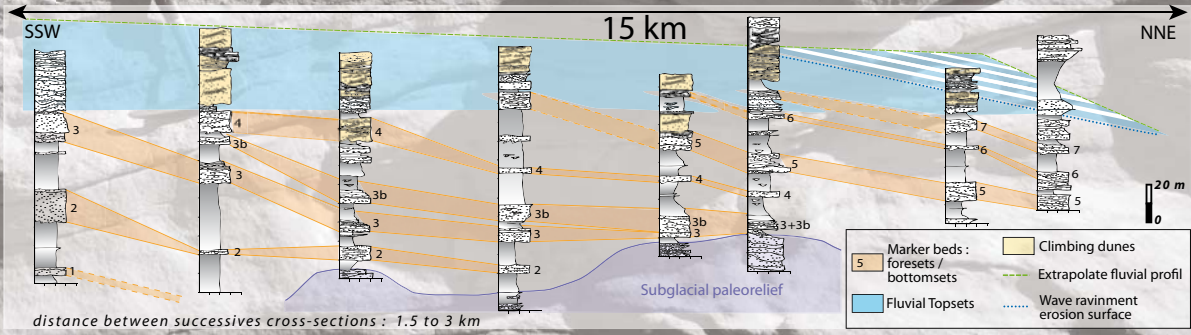 15 km
SSW
NNE
3
2
1
4
3b
3
2
4
3b
3
2
4
3b
3
2
5
4
3b
3
6
5
4
3+3b
7
6
5
7
6
5
20 m
0
Subglacial paleorelief
distance between successives cross-sections : 1.5 to 3 km
5
Marker beds :
foresets /
bottomsets
Fluvial Topsets
Climbing dunes
Extrapolate fluvial profil
Wave ravinment
erosion surface